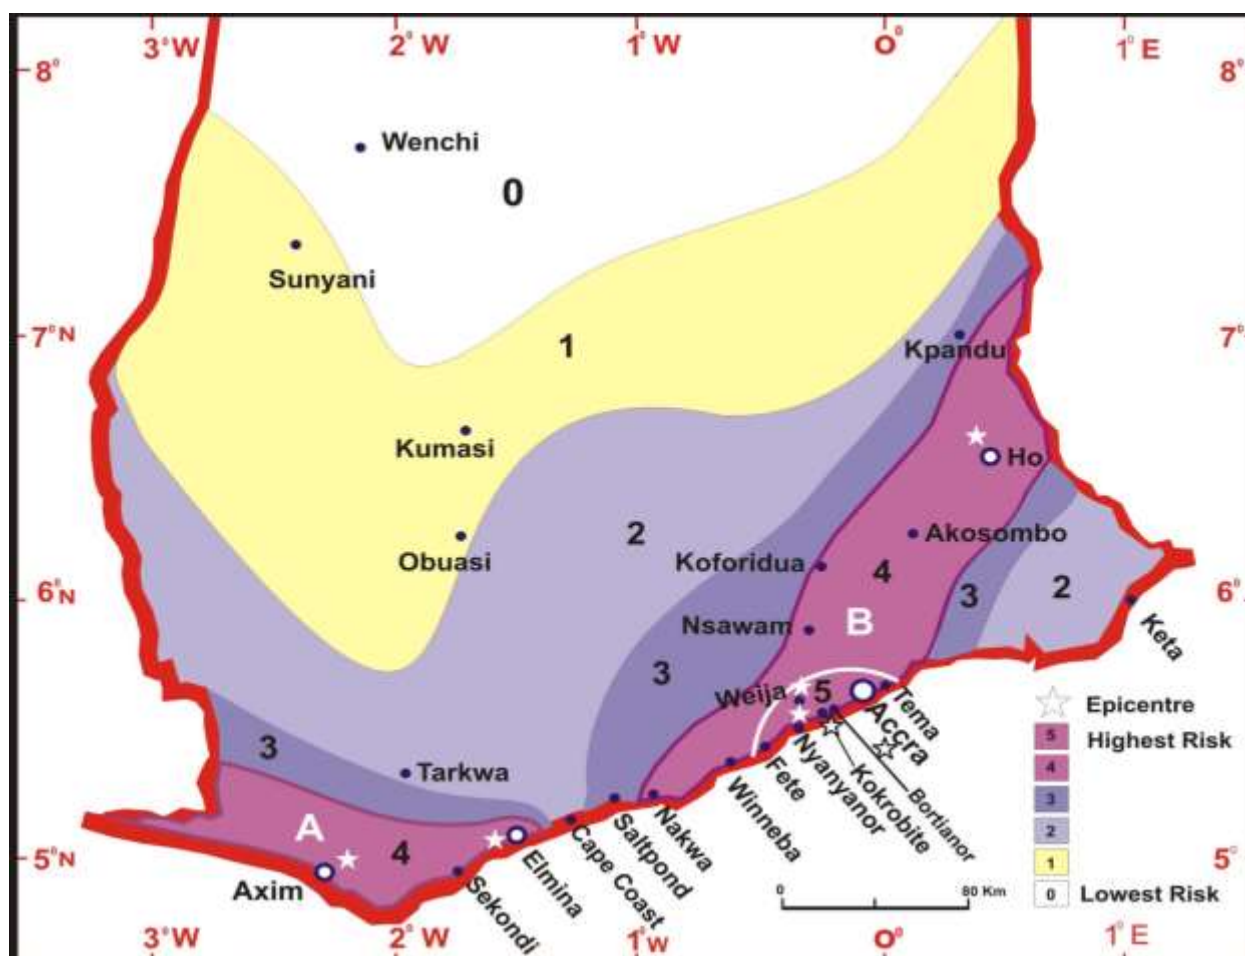 3°W 2°W 1°W 0° 1°E
8° 8°
Wenchi
0
Sunyani
7°N 7°
1
Kpandu
Kumasi
Ho
2
Obuasi
Akosombo
Koforidua
4
6°N 3 2 6°N
Nsawam B
Keta
3
Weija 5
Tema
Accra
Epicentre
5 Highest Risk
4
3
2
1
0 Lowest Risk
3
Tarkwa
A
4
5°N 5°
Axim
Sekondi
Elmina
Cape Coast
Saltpond
Nakwa
Winneba
Fete
Nyanyanor
Kokrobite
Bortianor
0 80 Km
3°W 2°W 1°W 0° 1°E